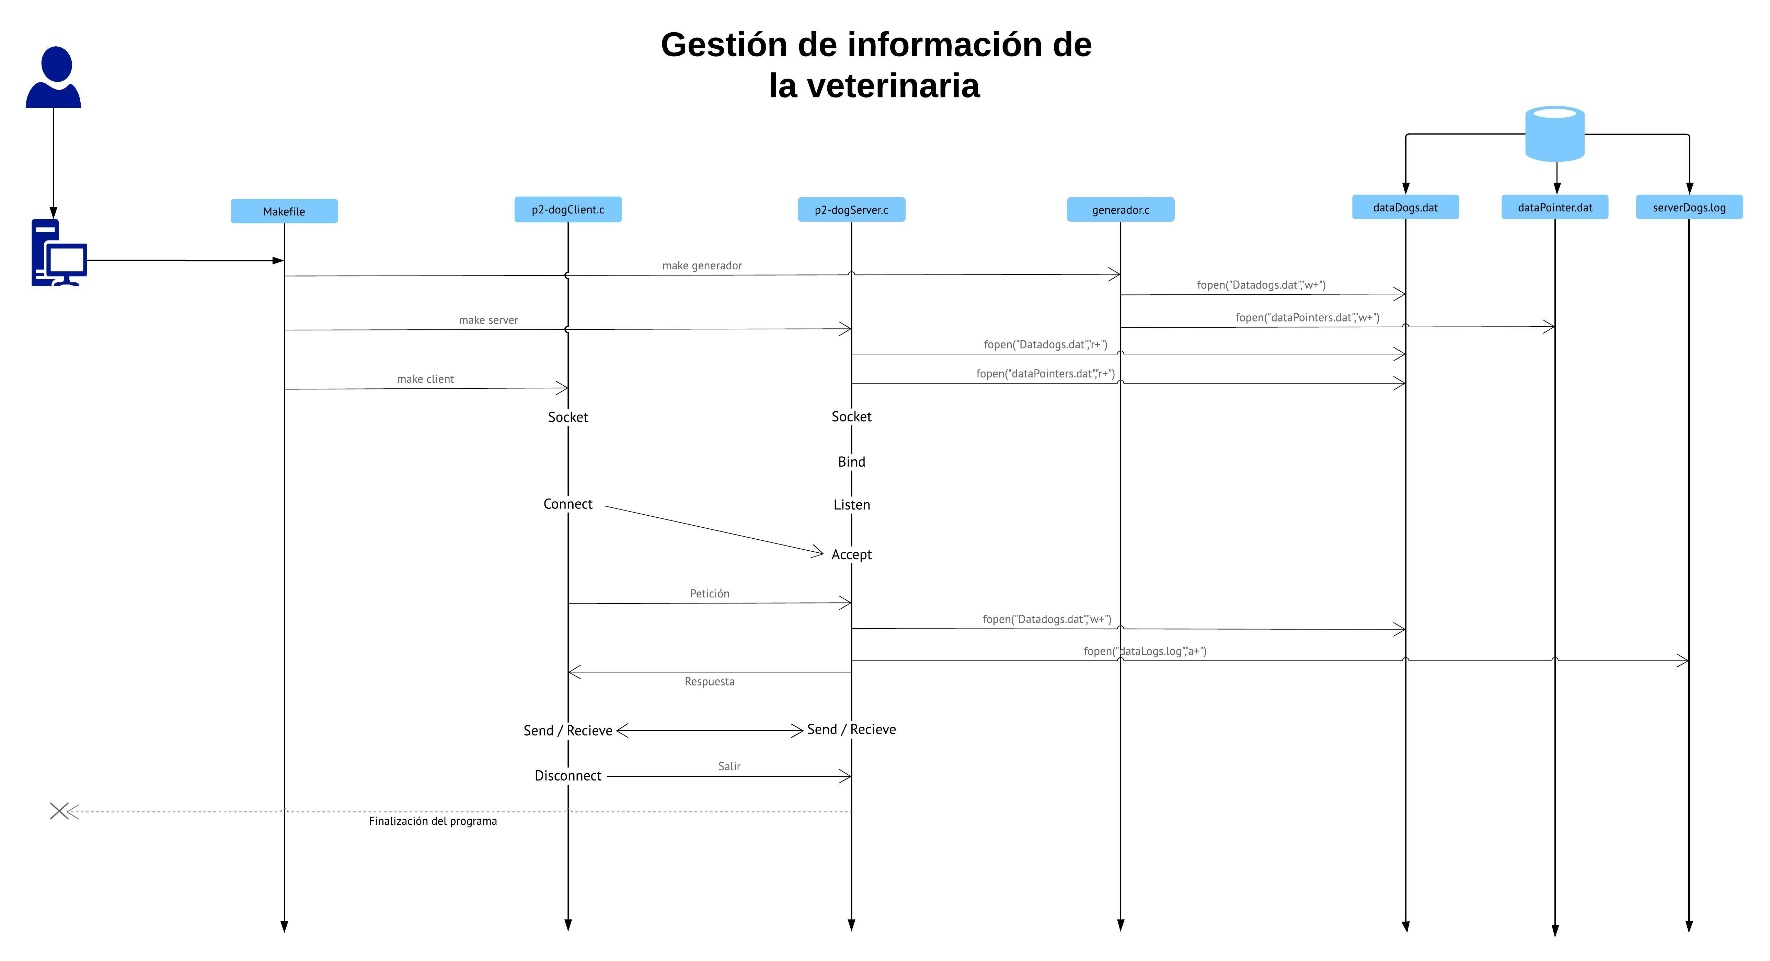 Gestión de información de
la veterinaria
Makefile
p2-dogClient.c
p2-dogServer.c
generador.c
dataDogs.dat
dataPointer.dat
serverDogs.log
make generador
fopen("Datadogs.dat","w+")
make server
fopen("dataPointers.dat","w+")
fopen("Datadogs.dat","r+")
make client
fopen("dataPointers.dat","r+")
Socket
Socket
Bind
Connect
Listen
Accept
Petición
fopen("Datadogs.dat","w+")
fopen("dataLogs.log","a+")
Respuesta
Send / Recieve
Send / Recieve
Disconnect
Salir
Finalización del programa